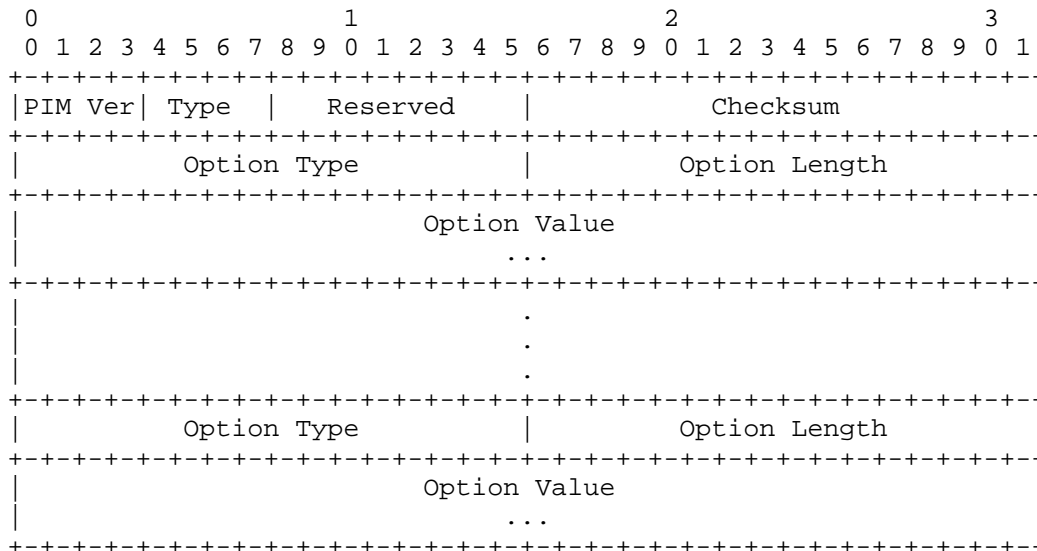 0                   1                   2                   3
 0 1 2 3 4 5 6 7 8 9 0 1 2 3 4 5 6 7 8 9 0 1 2 3 4 5 6 7 8 9 0 1
+-+-+-+-+-+-+-+-+-+-+-+-+-+-+-+-+-+-+-+-+-+-+-+-+-+-+-+-+-+-+-+--
|PIM Ver| Type  |   Reserved    |           Checksum
+-+-+-+-+-+-+-+-+-+-+-+-+-+-+-+-+-+-+-+-+-+-+-+-+-+-+-+-+-+-+-+--
|          Option Type          |         Option Length
+-+-+-+-+-+-+-+-+-+-+-+-+-+-+-+-+-+-+-+-+-+-+-+-+-+-+-+-+-+-+-+--
|                         Option Value
|                              ...
+-+-+-+-+-+-+-+-+-+-+-+-+-+-+-+-+-+-+-+-+-+-+-+-+-+-+-+-+-+-+-+--
|                               .
|                               .
|                               .
+-+-+-+-+-+-+-+-+-+-+-+-+-+-+-+-+-+-+-+-+-+-+-+-+-+-+-+-+-+-+-+--
|          Option Type          |         Option Length
+-+-+-+-+-+-+-+-+-+-+-+-+-+-+-+-+-+-+-+-+-+-+-+-+-+-+-+-+-+-+-+--
|                         Option Value
|                              ...
+-+-+-+-+-+-+-+-+-+-+-+-+-+-+-+-+-+-+-+-+-+-+-+-+-+-+-+-+-+-+-+--